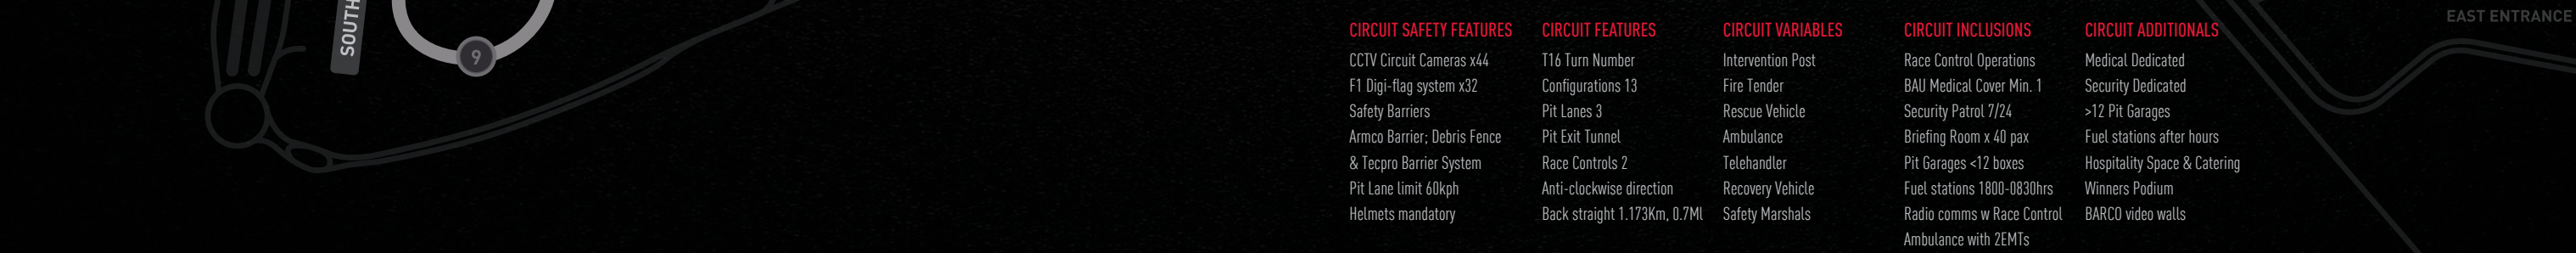 SOUTH
9
EAST ENTRANCE
CIRCUIT SAFETY FEATURES
CCTV Circuit Cameras x44
F1 Digi-flag system x32
Safety Barriers
Armco Barrier; Debris Fence
& Tecpro Barrier System
Pit Lane limit 60kph
Helmets mandatory
CIRCUIT FEATURES
T16 Turn Number
Configurations 13
Pit Lanes 3
Pit Exit Tunnel
Race Controls 2
Anti-clockwise direction
Back straight 1.173Km, 0.7Ml
CIRCUIT VARIABLES
Intervention Post
Fire Tender
Rescue Vehicle
Ambulance
Telehandler
Recovery Vehicle
Safety Marshals
CIRCUIT INCLUSIONS
Race Control Operations
BAU Medical Cover Min. 1
Security Patrol 7/24
Briefing Room x 40 pax
Pit Garages <12 boxes
Fuel stations 1800-0830hrs
Radio comms w Race Control
Ambulance with 2EMTs
CIRCUIT ADDITIONALS
Medical Dedicated
Security Dedicated
>12 Pit Garages
Fuel stations after hours
Hospitality Space & Catering
Winners Podium
BARCO video walls